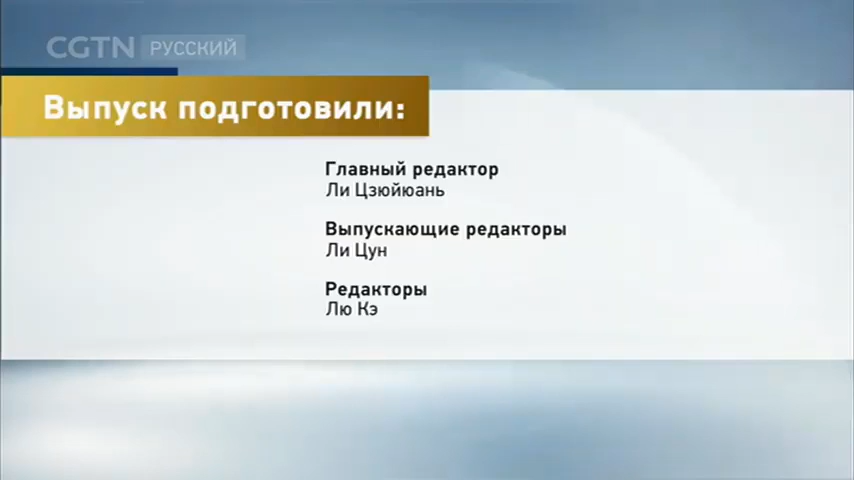 CGTN РУССКИЙ
Выпуск подготовили:
Главный редактор
Ли Цзюйюань
Выпускающие редакторы
Ли Цун
Редакторы
Лю Кэ